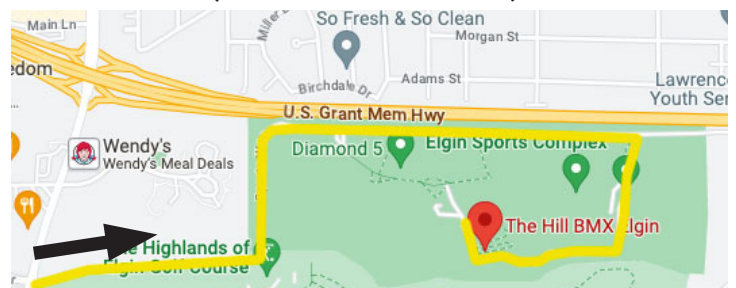 Main Ln
Miller
So Fresh & So Clean
Morgan St
edom
Birchdale Dr
Adams St
Lawrence
Youth Ser
U.S. Grant Mem Hwy
Wendy's
Wendy's Meal Deals
Diamond 5
Elgin Sports Complex
The Hill BMX Elgin
The Highlands of
Elgin Golf Course